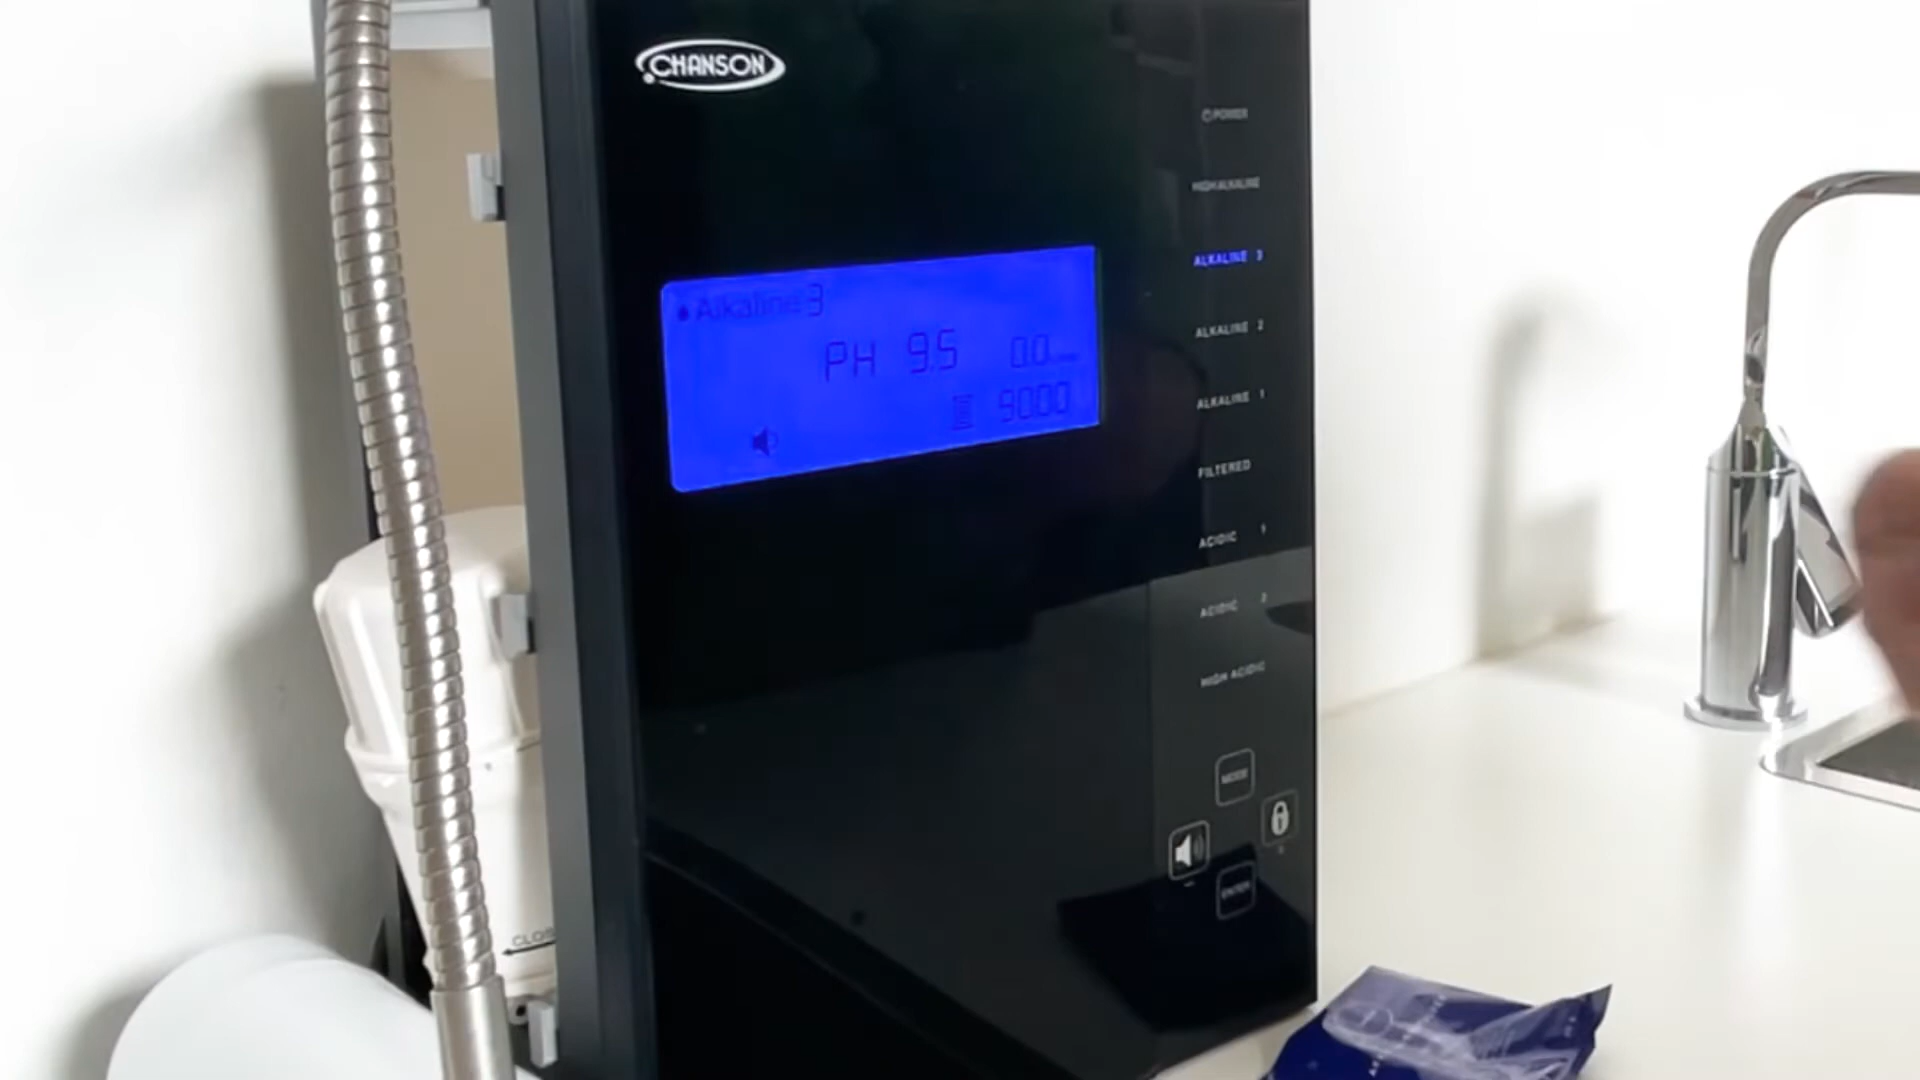 CHANSON
POWER
HIGH ALKALINE
ALKALINE 3
ALKALINE 2
ALKALINE 1
FILTERED
ACIDIC 1
ACIDIC 2
HIGH ACIDIC
Alkaline 3
PH 9.5 0.0
9000
MODE
ENTER